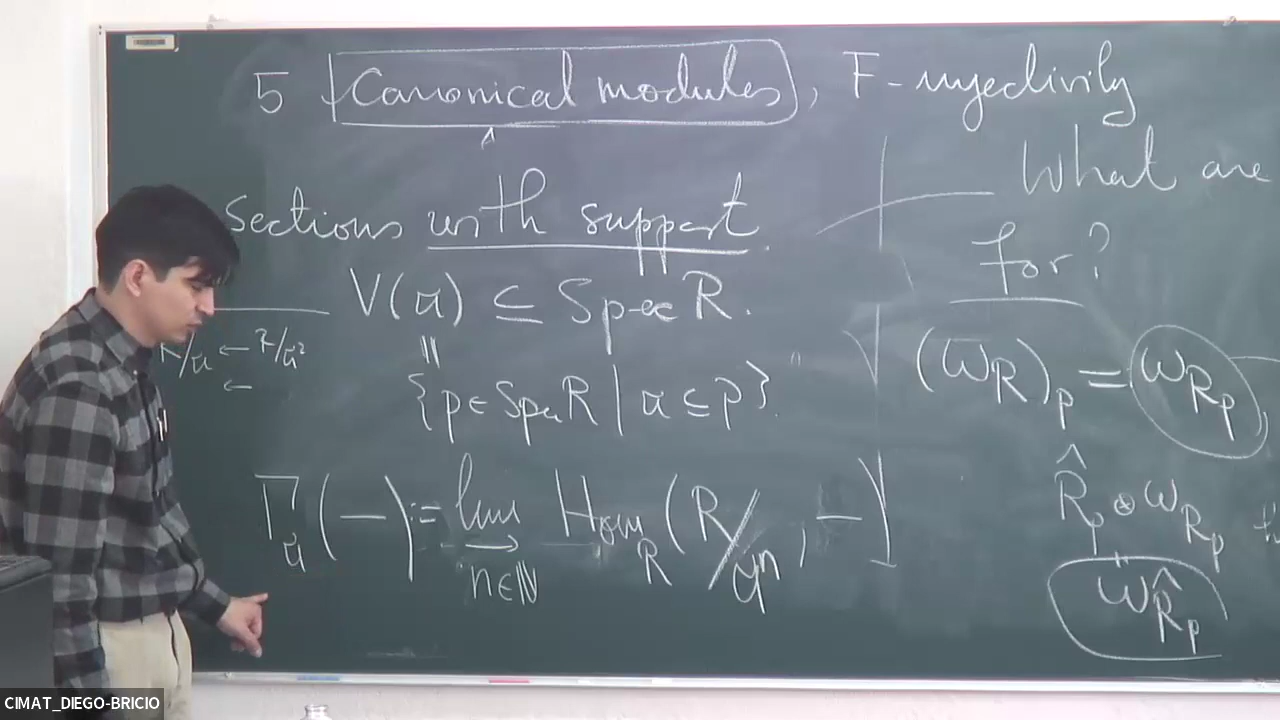 5 Canonical modules, F-injectivity
sections with support.
V(𝔞) ⊆ Spec R.
R/𝔞 ← R/𝔞²
←
||
{p ∈ Spec R | 𝔞 ⊆ p}.
Γ_𝔞(—) := lim→ n∈ℕ Hom_R(R/𝔞ⁿ, —)
What are
for?
(ω_R)_p = ω_{R_p}
R̂_p ⊗ ω_{R_p}
||
ω_{R̂_p}
CIMAT_DIEGO-BRICIO